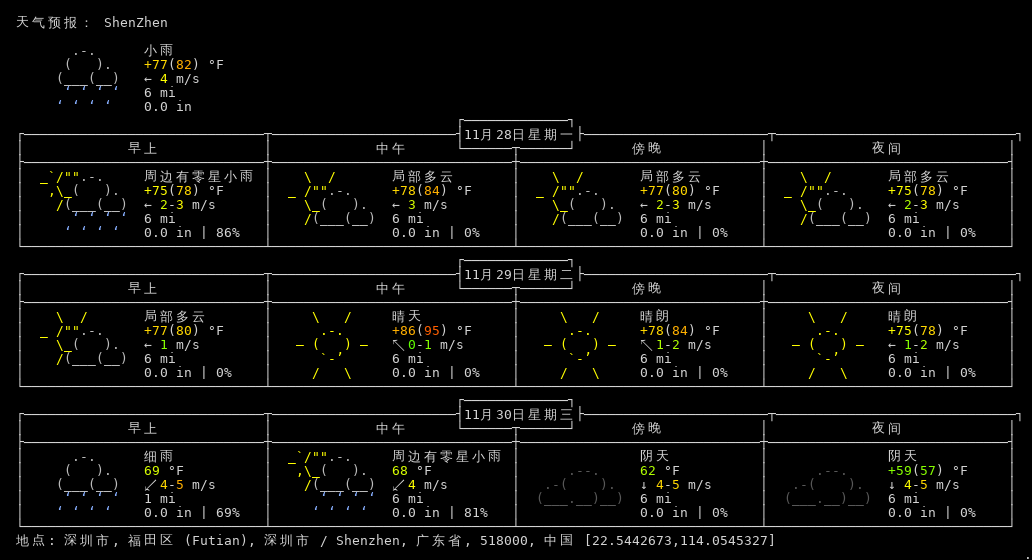 天气预报： ShenZhen
小雨
+77(82) °F
← 4 m/s
6 mi
0.0 in
11月28日星期一
早上 中午 傍晚 夜间
周边有零星小雨 局部多云 局部多云 局部多云
+75(78) °F +78(84) °F +77(80) °F +75(78) °F
← 2-3 m/s ← 3 m/s ← 2-3 m/s ← 2-3 m/s
6 mi 6 mi 6 mi 6 mi
0.0 in | 86% 0.0 in | 0% 0.0 in | 0% 0.0 in | 0%
11月29日星期二
早上 中午 傍晚 夜间
局部多云 晴天 晴朗 晴朗
+77(80) °F +86(95) °F +78(84) °F +75(78) °F
← 1 m/s ↖ 0-1 m/s ↖ 1-2 m/s ← 1-2 m/s
6 mi 6 mi 6 mi 6 mi
0.0 in | 0% 0.0 in | 0% 0.0 in | 0% 0.0 in | 0%
11月30日星期三
早上 中午 傍晚 夜间
细雨 周边有零星小雨 阴天 阴天
69 °F 68 °F 62 °F +59(57) °F
↙ 4-5 m/s ↙ 4 m/s ↓ 4-5 m/s ↓ 4-5 m/s
1 mi 6 mi 6 mi 6 mi
0.0 in | 69% 0.0 in | 81% 0.0 in | 0% 0.0 in | 0%
地点: 深圳市, 福田区 (Futian), 深圳市 / Shenzhen, 广东省, 518000, 中国 [22.5442673,114.0545327]